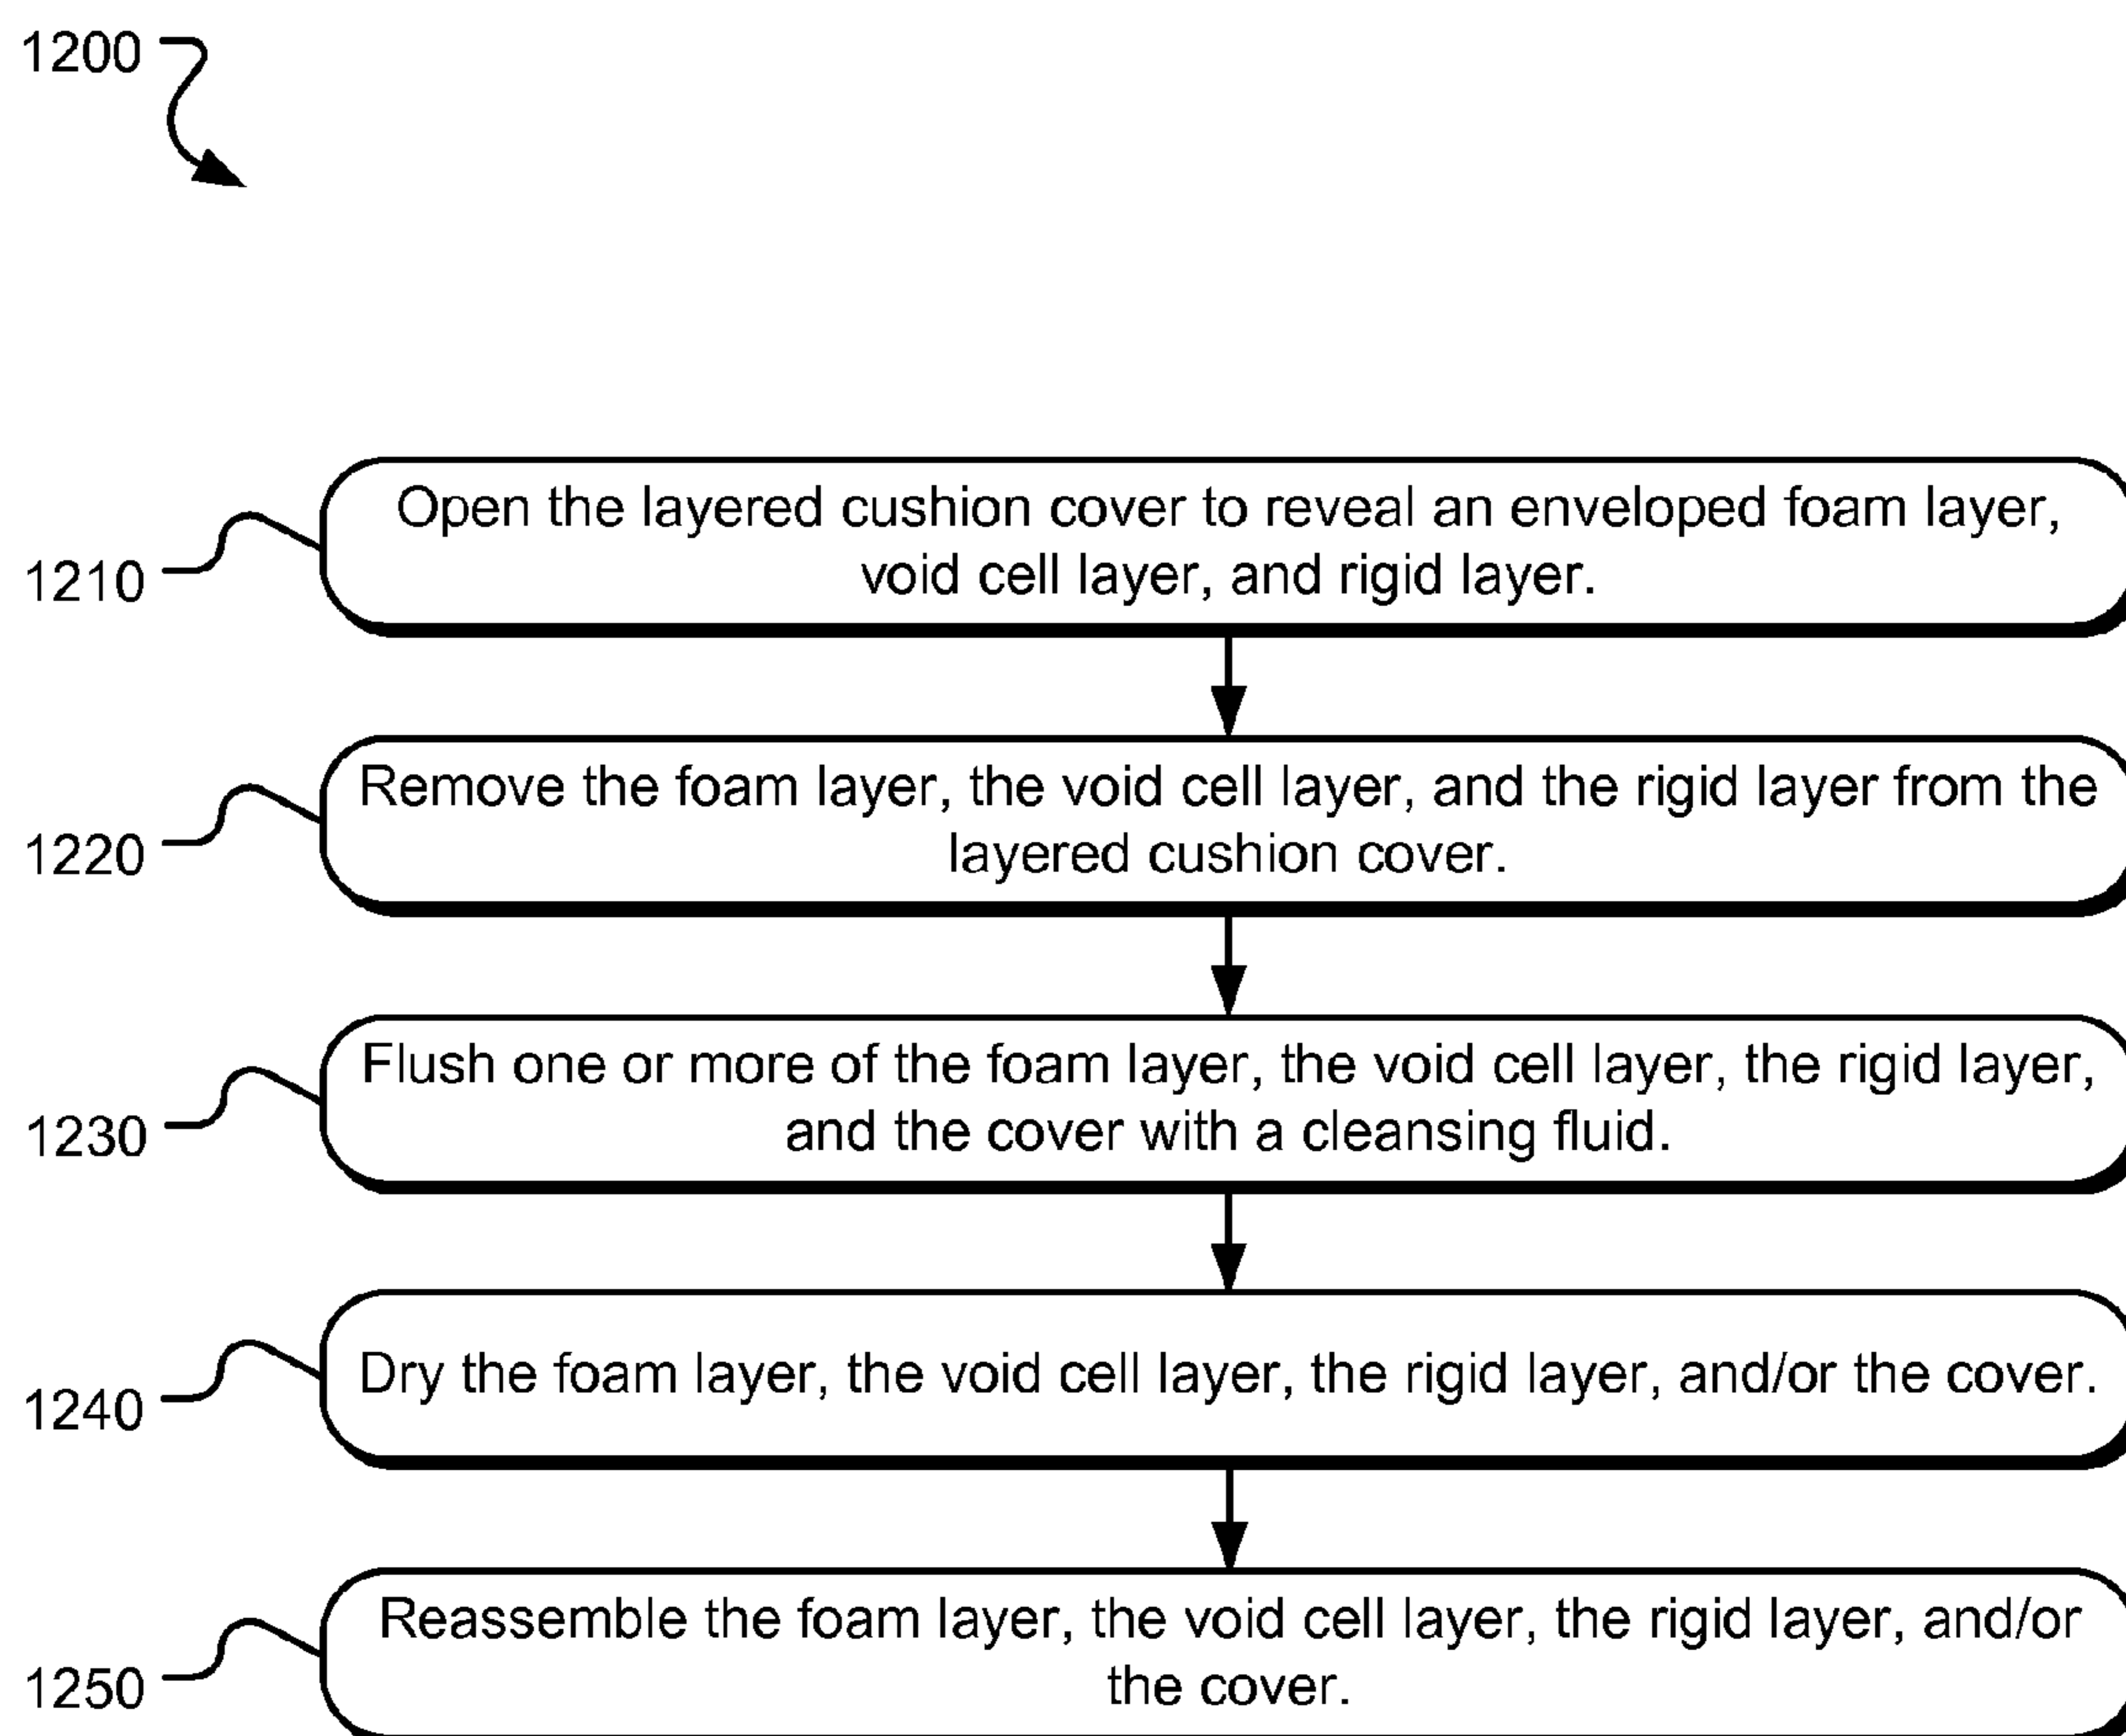 1200
Open the layered cushion cover to reveal an enveloped foam layer,
void cell layer, and rigid layer.
1210
Remove the foam layer, the void cell layer, and the rigid layer from the
layered cushion cover.
1220
Flush one or more of the foam layer, the void cell layer, the rigid layer,
and the cover with a cleansing fluid.
1230
Dry the foam layer, the void cell layer, the rigid layer, and/or the cover.
1240
Reassemble the foam layer, the void cell layer, the rigid layer, and/or
the cover.
1250